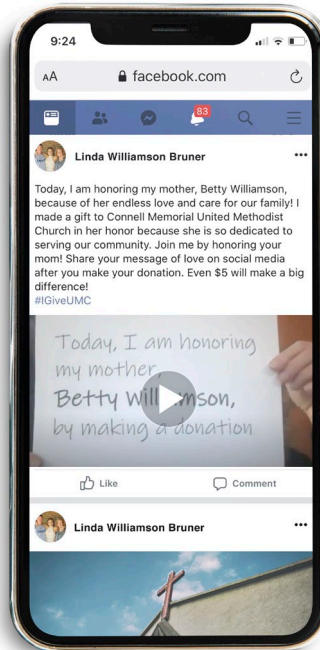 9:24
AA facebook.com
83
Linda Williamson Bruner
Today, I am honoring my mother, Betty Williamson,
because of her endless love and care for our family! I
made a gift to Connell Memorial United Methodist
Church in her honor because she is so dedicated to
serving our community. Join me by honoring your
mom! Share your message of love on social media
after you make your donation. Even $5 will make a big
difference!
#IGiveUMC
Today, I am honoring
my mother,
Betty Williamson,
by making a donation
Like Comment
Linda Williamson Bruner